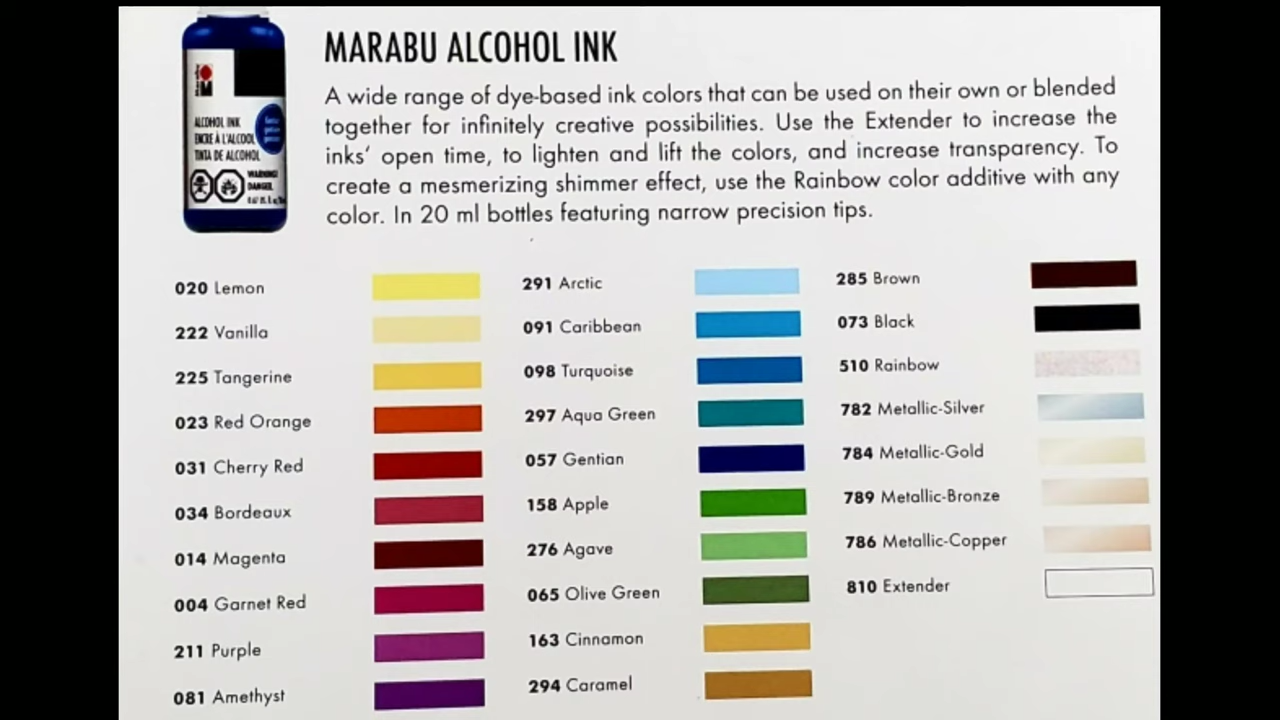 MARABU ALCOHOL INK
A wide range of dye-based ink colors that can be used on their own or blended
together for infinitely creative possibilities. Use the Extender to increase the
inks' open time, to lighten and lift the colors, and increase transparency. To
create a mesmerizing shimmer effect, use the Rainbow color additive with any
color. In 20 ml bottles featuring narrow precision tips.
ALCOHOL INK
ENCRE À L'ALCOOL
TINTA DE ALCOHOL
WARNING!
DANGER.
020 Lemon
222 Vanilla
225 Tangerine
023 Red Orange
031 Cherry Red
034 Bordeaux
014 Magenta
004 Garnet Red
211 Purple
081 Amethyst
291 Arctic
091 Caribbean
098 Turquoise
297 Aqua Green
057 Gentian
158 Apple
276 Agave
065 Olive Green
163 Cinnamon
294 Caramel
285 Brown
073 Black
510 Rainbow
782 Metallic-Silver
784 Metallic-Gold
789 Metallic-Bronze
786 Metallic-Copper
810 Extender